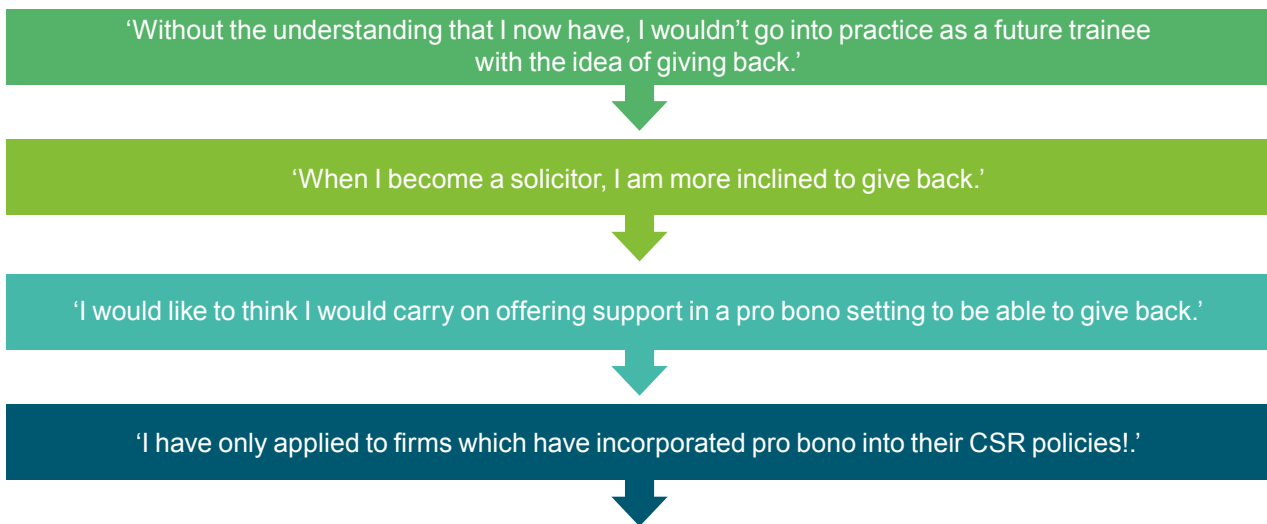 ‘Without the understanding that I now have, I wouldn’t go into practice as a future trainee
with the idea of giving back.’
‘When I become a solicitor, I am more inclined to give back.’
‘I would like to think I would carry on offering support in a pro bono setting to be able to give back.’
‘I have only applied to firms which have incorporated pro bono into their CSR policies!.’